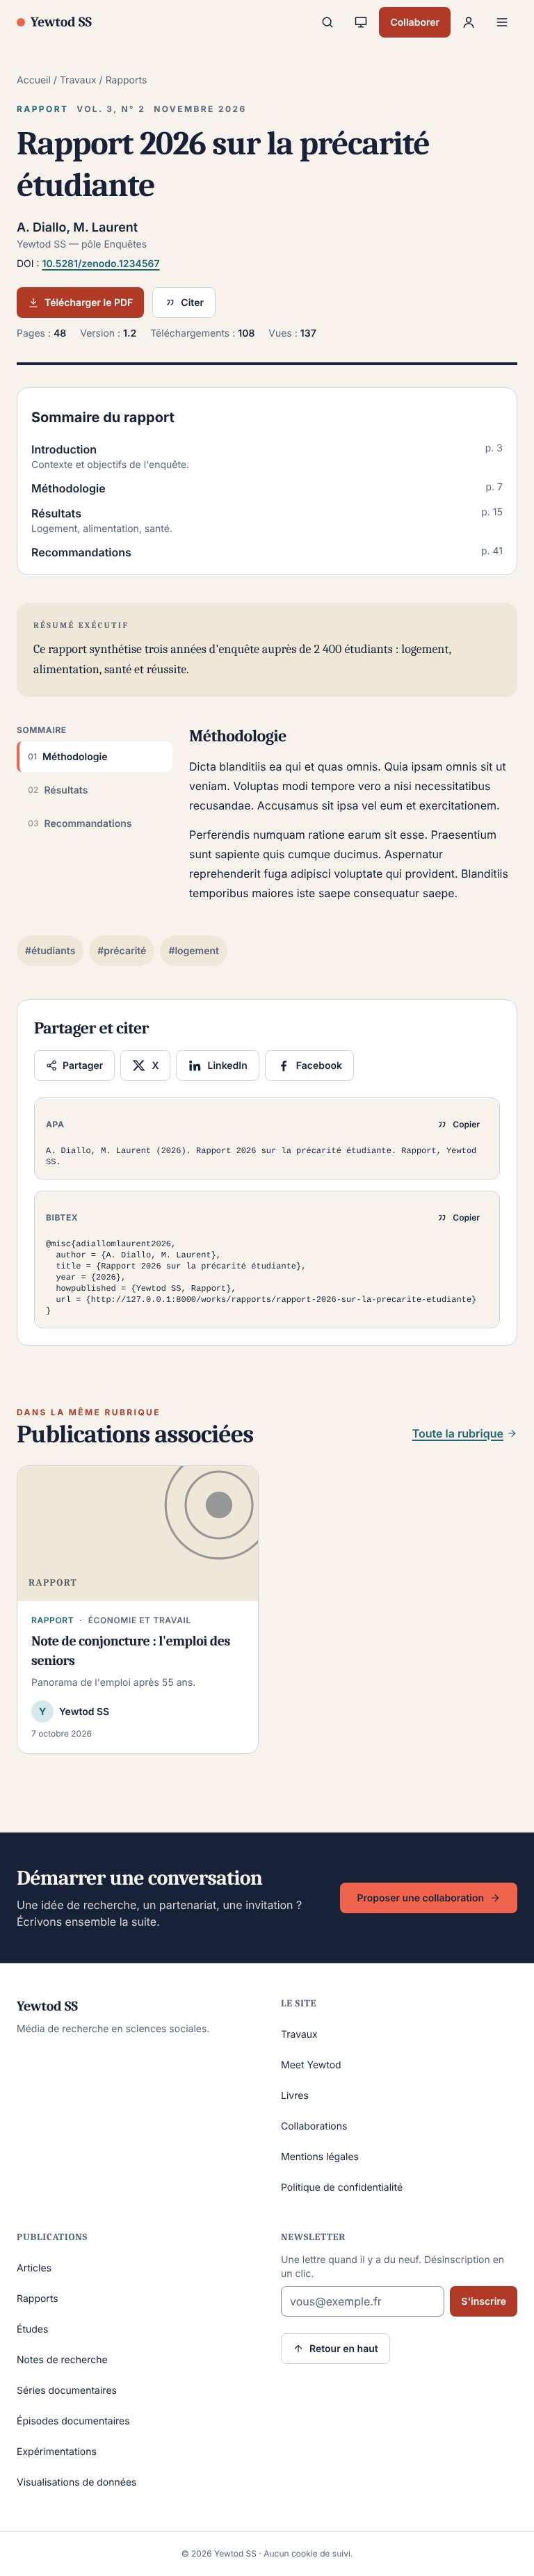 Yewtod SS
Collaborer
Accueil / Travaux / Rapports
RAPPORT VOL. 3, N° 2 NOVEMBRE 2026
Rapport 2026 sur la précarité
étudiante
A. Diallo, M. Laurent
Yewtod SS — pôle Enquêtes
DOI : 10.5281/zenodo.1234567
Télécharger le PDF
Citer
Pages : 48 Version : 1.2 Téléchargements : 108 Vues : 137
Sommaire du rapport
Introduction p. 3
Contexte et objectifs de l'enquête.
Méthodologie p. 7
Résultats p. 15
Logement, alimentation, santé.
Recommandations p. 41
RÉSUMÉ EXÉCUTIF
Ce rapport synthétise trois années d'enquête auprès de 2 400 étudiants : logement,
alimentation, santé et réussite.
SOMMAIRE
01 Méthodologie
02 Résultats
03 Recommandations
Méthodologie
Dicta blanditiis ea qui et quas omnis. Quia ipsam omnis sit ut
veniam. Voluptas modi tempore vero a nisi necessitatibus
recusandae. Accusamus sit ipsa vel eum et exercitationem.
Perferendis numquam ratione earum sit esse. Praesentium
sunt sapiente quis cumque ducimus. Aspernatur
reprehenderit fuga adipisci voluptate qui provident. Blanditiis
temporibus maiores iste saepe consequatur saepe.
#étudiants
#précarité
#logement
Partager et citer
Partager
X
LinkedIn
Facebook
APA
Copier
A. Diallo, M. Laurent (2026). Rapport 2026 sur la précarité étudiante. Rapport, Yewtod
SS.
BIBTEX
Copier
@misc{adiallomlaurent2026,
author = {A. Diallo, M. Laurent},
title = {Rapport 2026 sur la précarité étudiante},
year = {2026},
howpublished = {Yewtod SS, Rapport},
url = {http://127.0.0.1:8000/works/rapports/rapport-2026-sur-la-precarite-etudiante}
}
DANS LA MÊME RUBRIQUE
Publications associées
Toute la rubrique
RAPPORT
RAPPORT · ÉCONOMIE ET TRAVAIL
Note de conjoncture : l'emploi des
seniors
Panorama de l'emploi après 55 ans.
Y
Yewtod SS
7 octobre 2026
Démarrer une conversation
Une idée de recherche, un partenariat, une invitation ?
Écrivons ensemble la suite.
Proposer une collaboration
Yewtod SS
Média de recherche en sciences sociales.
LE SITE
Travaux
Meet Yewtod
Livres
Collaborations
Mentions légales
Politique de confidentialité
PUBLICATIONS
Articles
Rapports
Études
Notes de recherche
Séries documentaires
Épisodes documentaires
Expérimentations
Visualisations de données
NEWSLETTER
Une lettre quand il y a du neuf. Désinscription en
un clic.
vous@exemple.fr
S'inscrire
Retour en haut
© 2026 Yewtod SS · Aucun cookie de suivi.